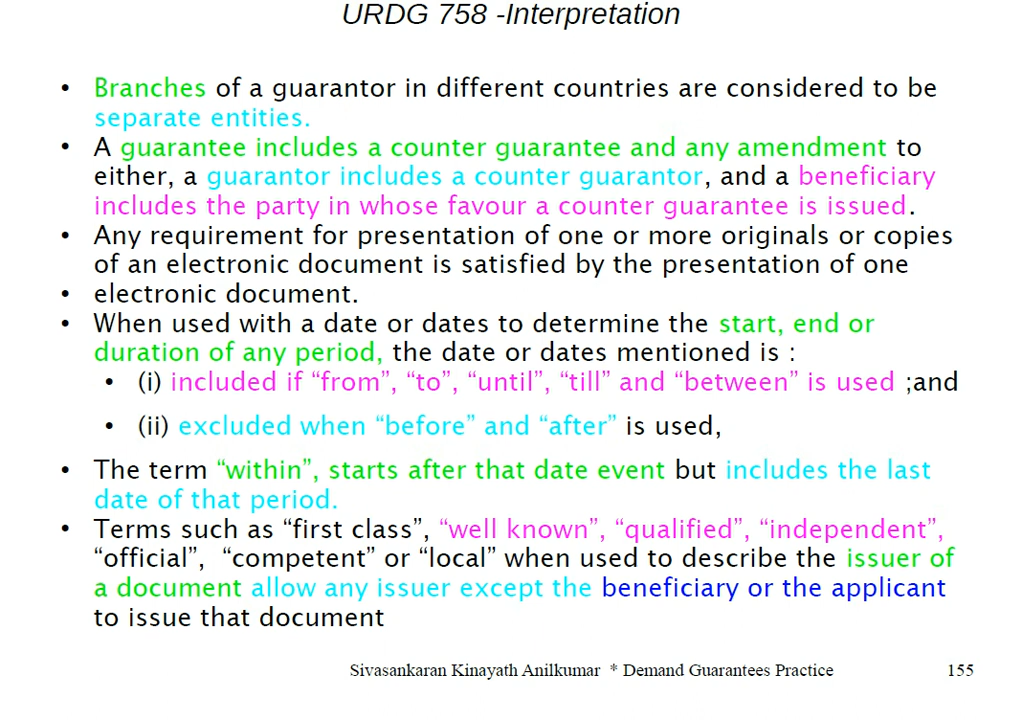 URDG 758 -Interpretation
• Branches of a guarantor in different countries are considered to be
separate entities.
• A guarantee includes a counter guarantee and any amendment to
either, a guarantor includes a counter guarantor, and a beneficiary
includes the party in whose favour a counter guarantee is issued.
• Any requirement for presentation of one or more originals or copies
of an electronic document is satisfied by the presentation of one
• electronic document.
• When used with a date or dates to determine the start, end or
duration of any period, the date or dates mentioned is :
• (i) included if “from”, “to”, “until”, “till” and “between” is used ;and
• (ii) excluded when “before” and “after” is used,
• The term “within”, starts after that date event but includes the last
date of that period.
• Terms such as “first class”, “well known”, “qualified”, “independent”,
“official”, “competent” or “local” when used to describe the issuer of
a document allow any issuer except the beneficiary or the applicant
to issue that document
Sivasankaran Kinayath Anilkumar * Demand Guarantees Practice 155